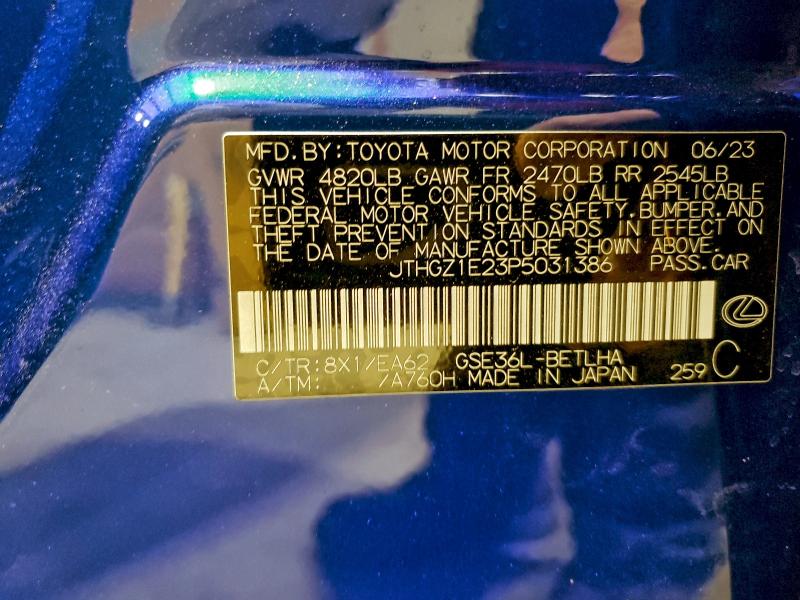 MFD. BY: TOYOTA MOTOR CORPORATION 06/23
GVWR 4820LB GAWR FR 2470LB RR 2545LB
THIS VEHICLE CONFORMS TO ALL APPLICABLE
FEDERAL MOTOR VEHICLE SAFETY. BUMPER. AND
THEFT PREVENTION STANDARDS IN EFFECT ON
THE DATE OF MANUFACTURE SHOWN ABOVE.
JTHGZ1E23P5031386 PASS. CAR
C/TR: 8X1/EA62 GSE36L-BETLHA
A/TM: /A760H MADE IN JAPAN 259 C